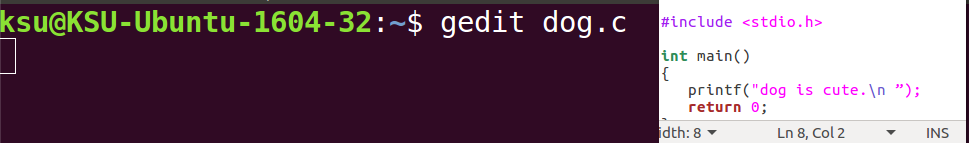 ksu@KSU-Ubuntu-1604-32:~$ gedit dog.c
#include <stdio.h>
int main()
{
printf("dog is cute.\n ”);
return 0;
idth: 8 Ln 8, Col 2 INS